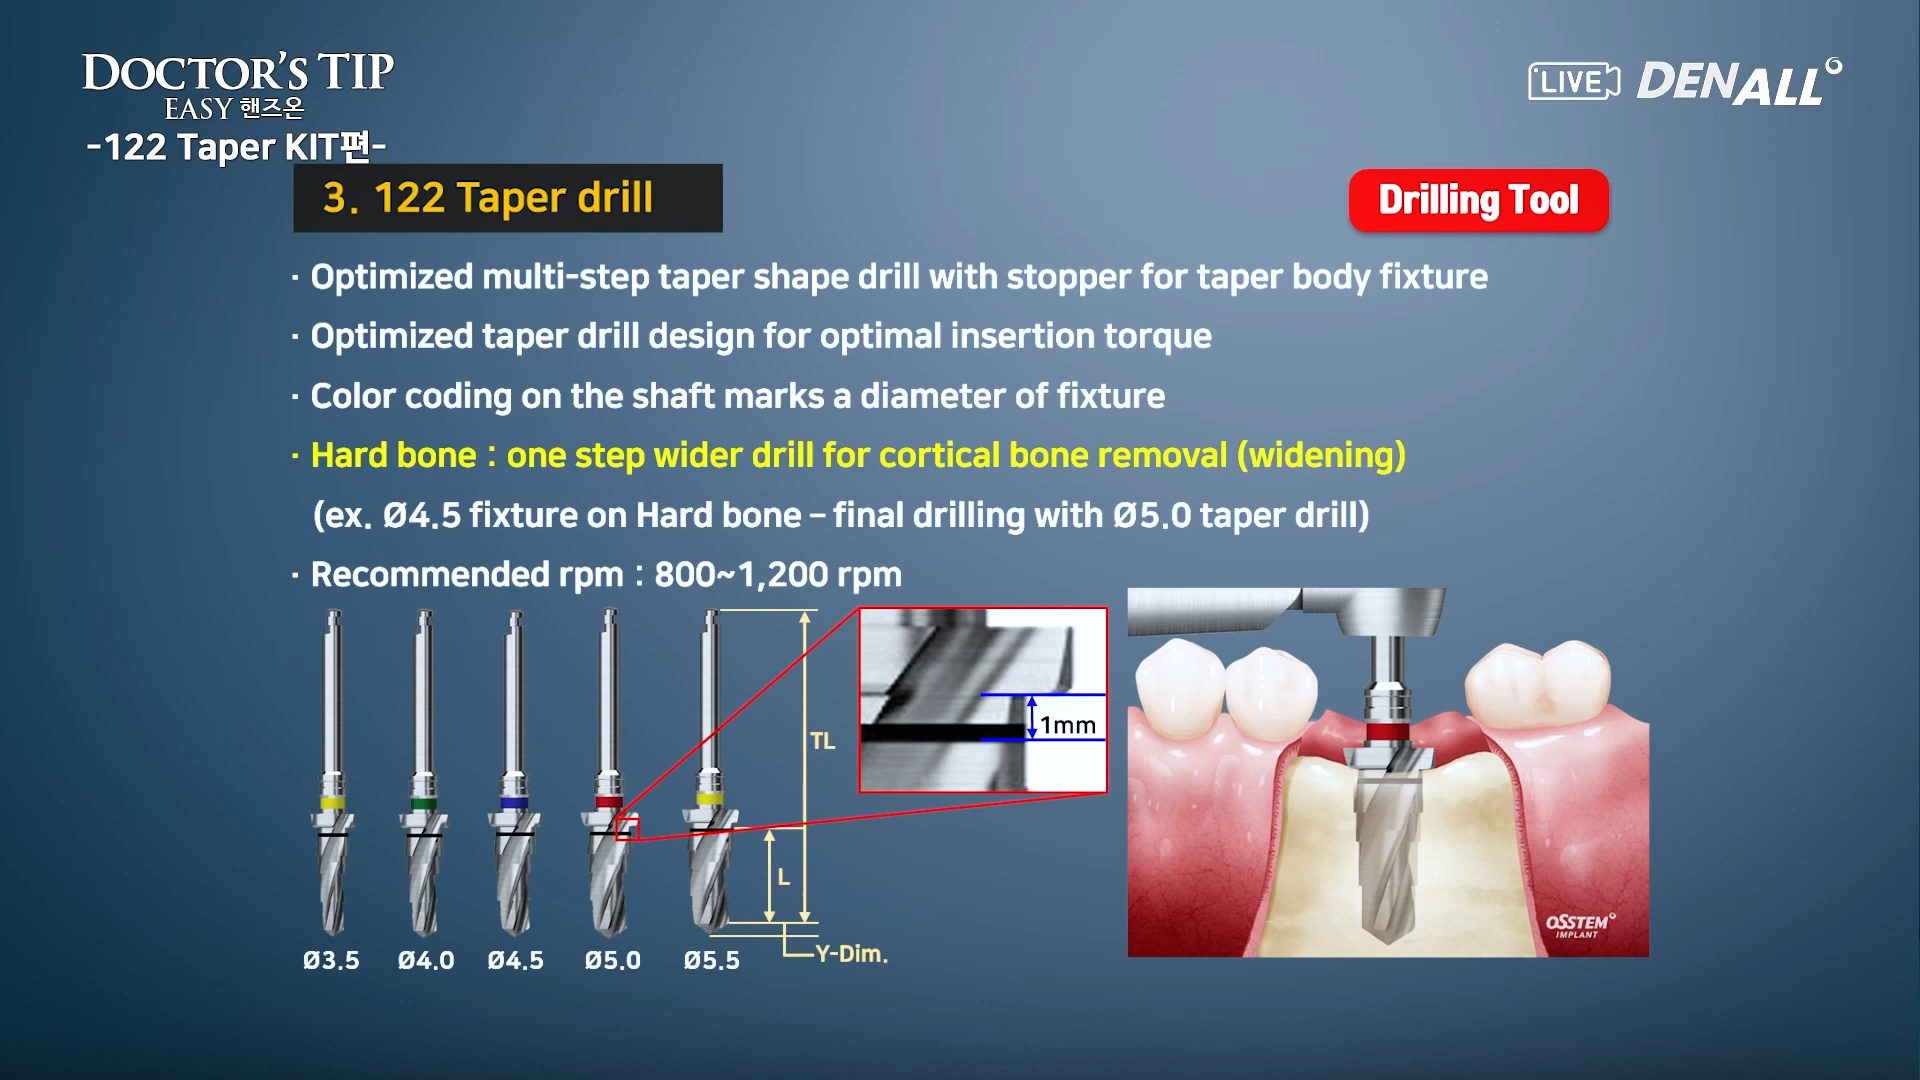 DOCTOR'S TIP
EASY 핸즈온
-122 Taper KIT편-
LIVE DENALL
3. 122 Taper drill
Drilling Tool
· Optimized multi-step taper shape drill with stopper for taper body fixture
· Optimized taper drill design for optimal insertion torque
· Color coding on the shaft marks a diameter of fixture
· Hard bone : one step wider drill for cortical bone removal (widening)
(ex. Ø4.5 fixture on Hard bone – final drilling with Ø5.0 taper drill)
· Recommended rpm : 800~1,200 rpm
TL
1mm
L
Y-Dim.
Ø3.5 Ø4.0 Ø4.5 Ø5.0 Ø5.5
OSSTEM
IMPLANT